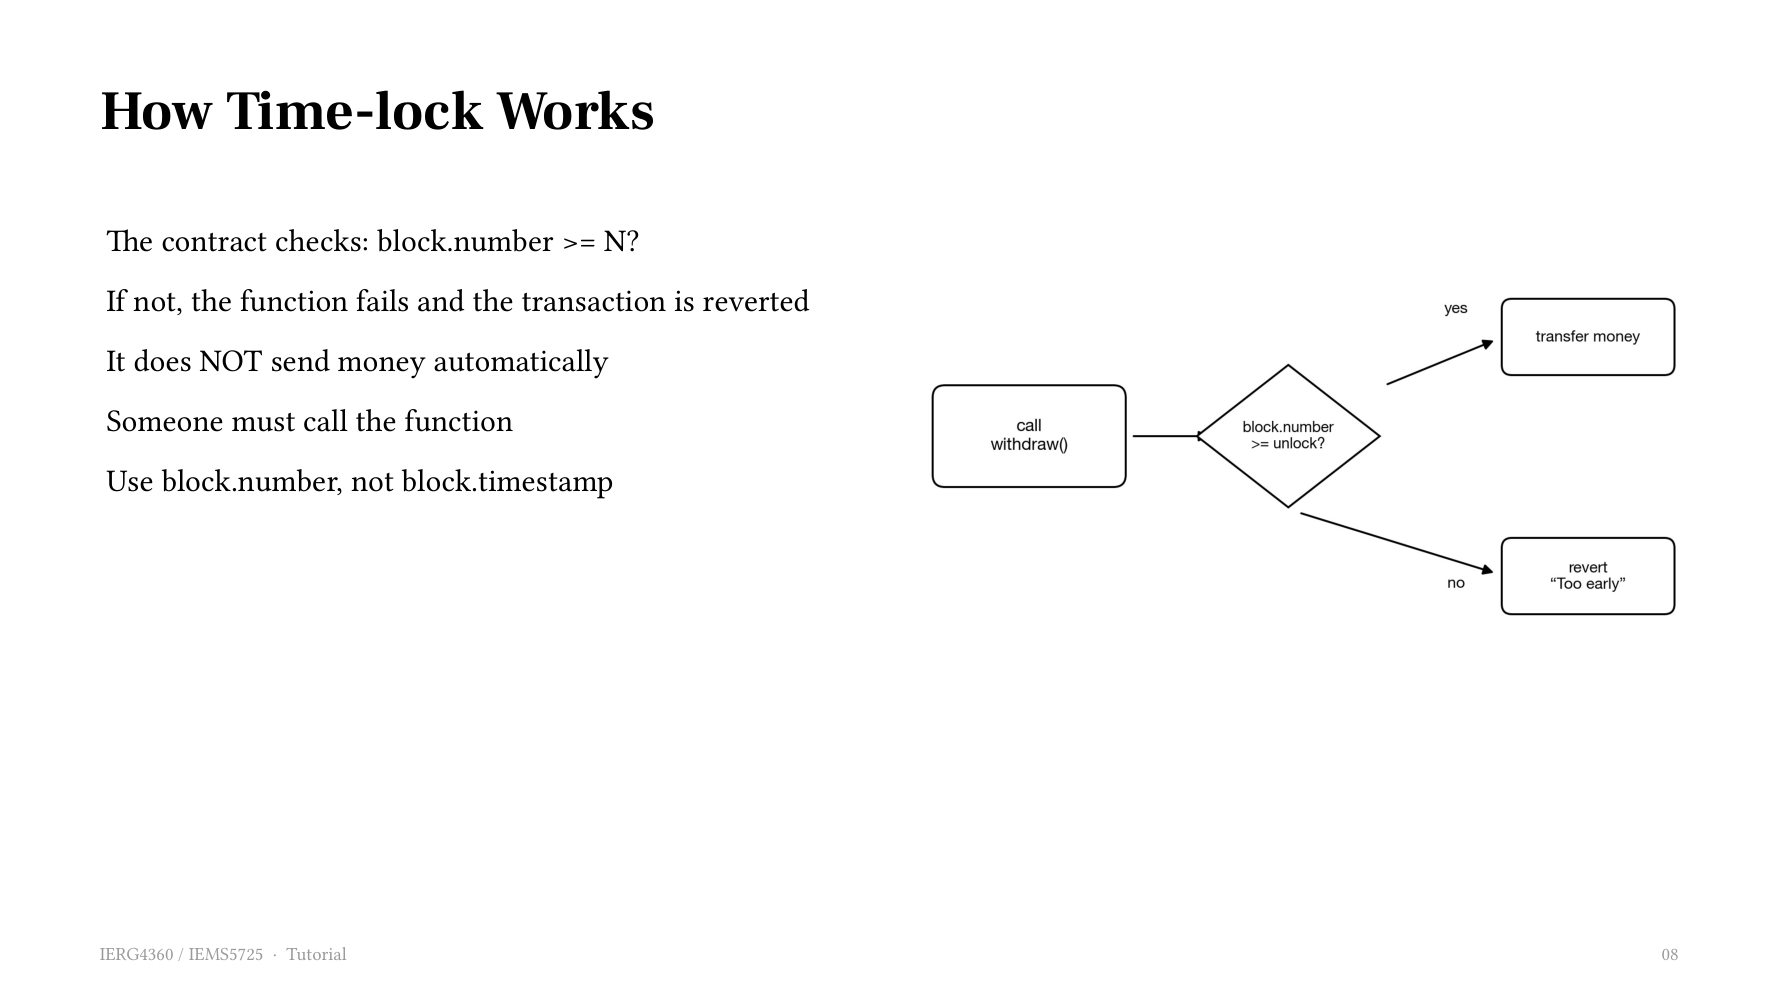 How Time-lock Works
The contract checks: block.number >= N?
If not, the function fails and the transaction is reverted
It does NOT send money automatically
Someone must call the function
Use block.number, not block.timestamp
call
withdraw()
block.number
>= unlock?
yes
transfer money
no
revert
“Too early”
IERG4360 / IEMS5725 · Tutorial
08